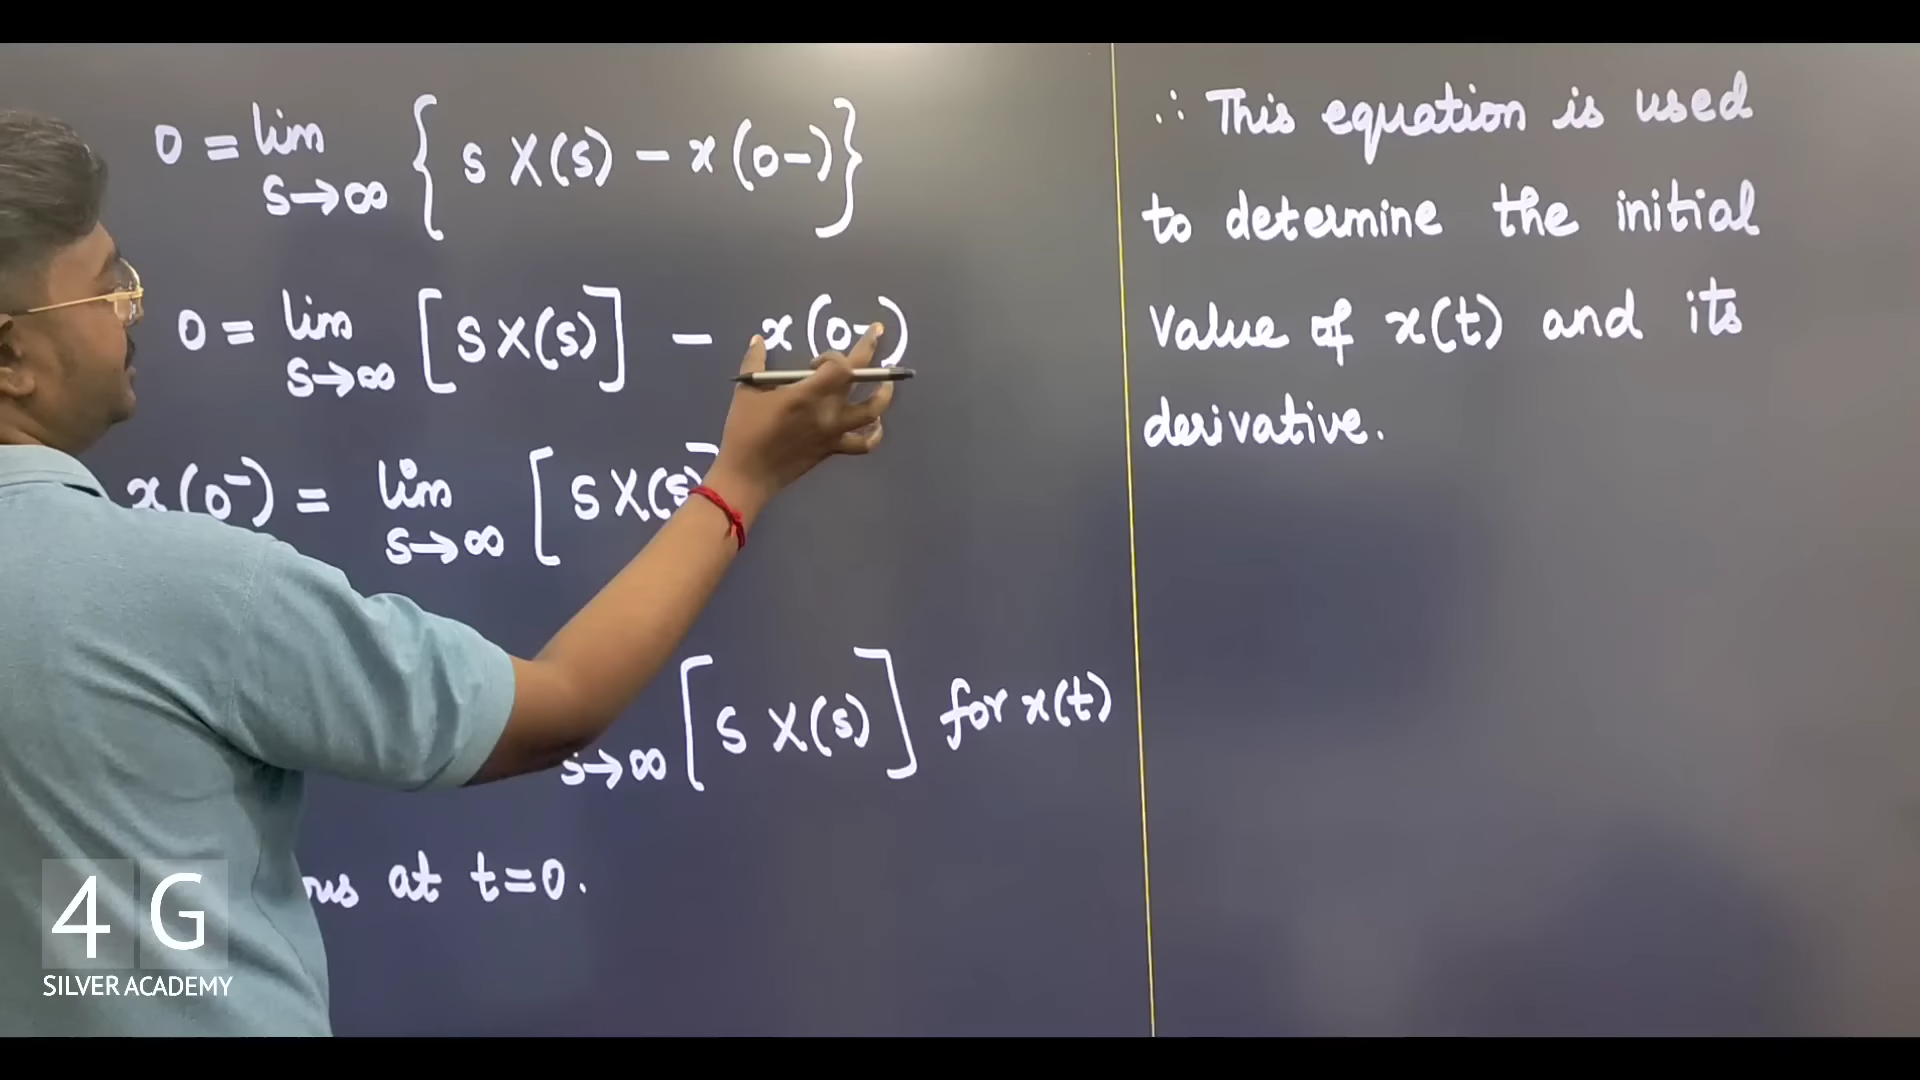 0 = lim s→∞ { s X(s) − x(0−)}
0 = lim s→∞ [s X(s)] − x(0−)
x(0⁻) = lim s→∞ [s X(s)
s→∞ [s X(s)] for x(t)
at t=0.
∴ This equation is used
to determine the initial
value of x(t) and its
derivative.
4 G
SILVER ACADEMY